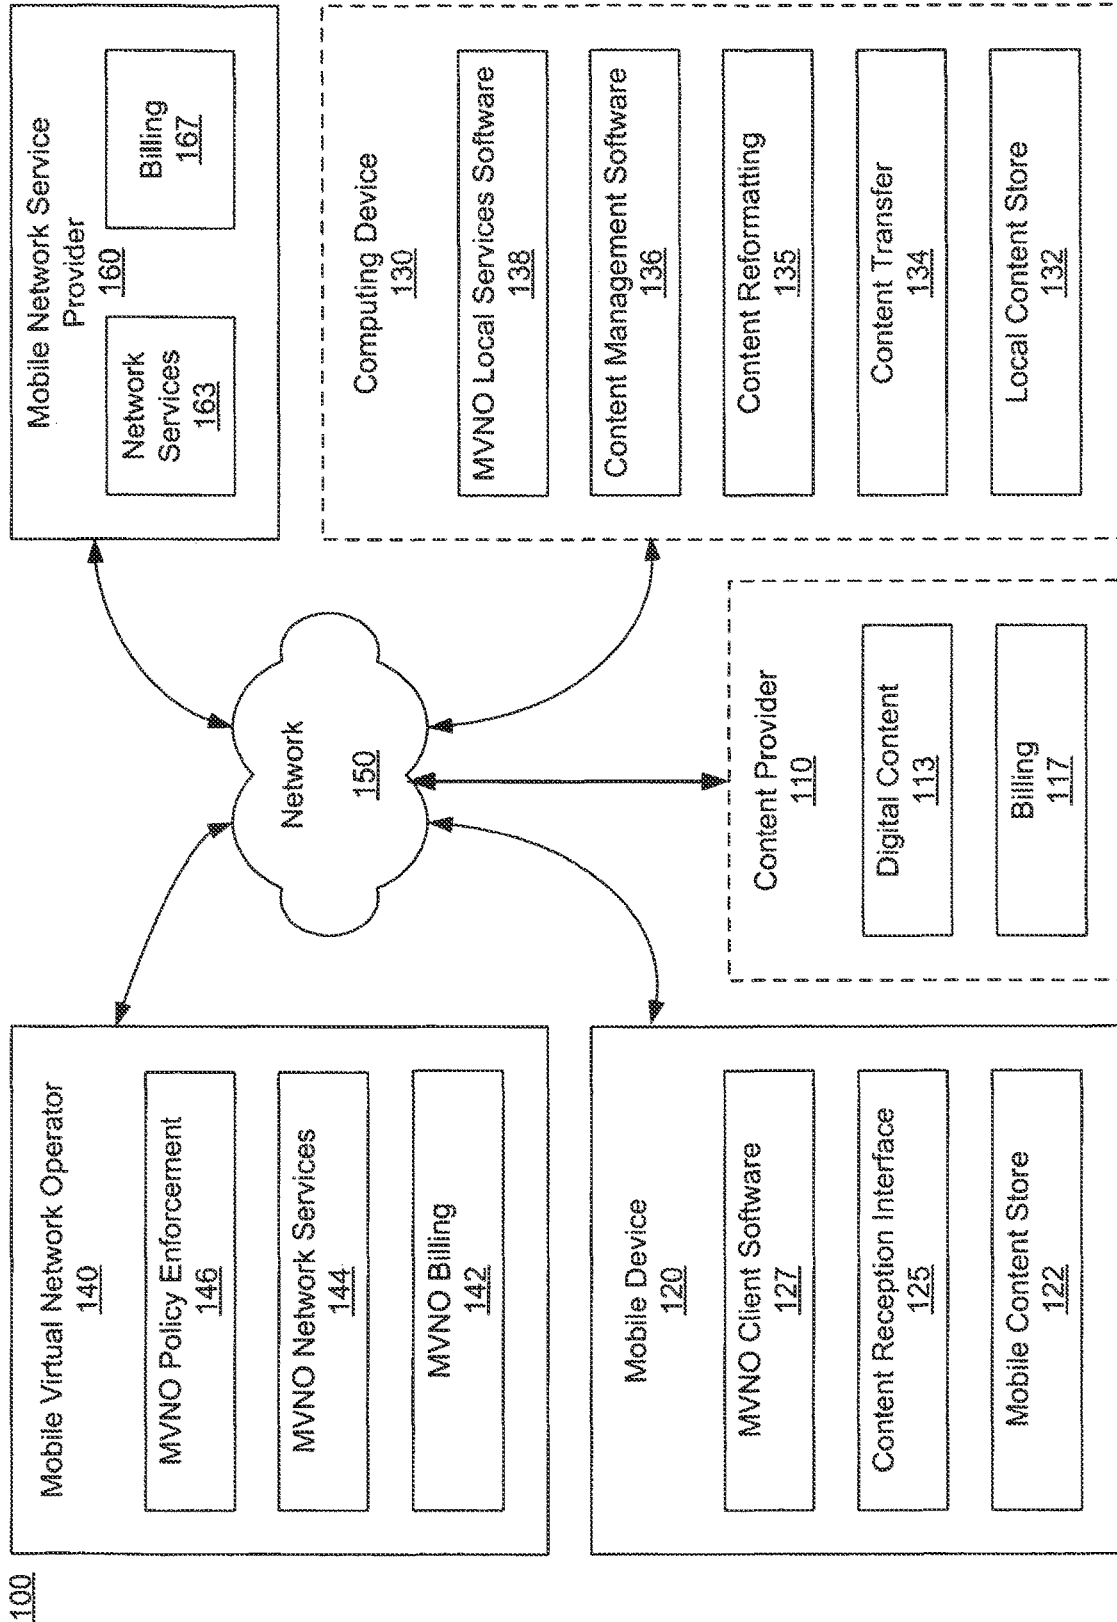 100
Mobile Virtual Network Operator
140
MVNO Policy Enforcement
146
MVNO Network Services
144
MVNO Billing
142
Mobile Network Service
Provider
160
Network
Services
163
Billing
167
Network
150
Mobile Device
120
MVNO Client Software
127
Content Reception Interface
125
Mobile Content Store
122
Content Provider
110
Digital Content
113
Billing
117
Computing Device
130
MVNO Local Services Software
138
Content Management Software
136
Content Reformatting
135
Content Transfer
134
Local Content Store
132